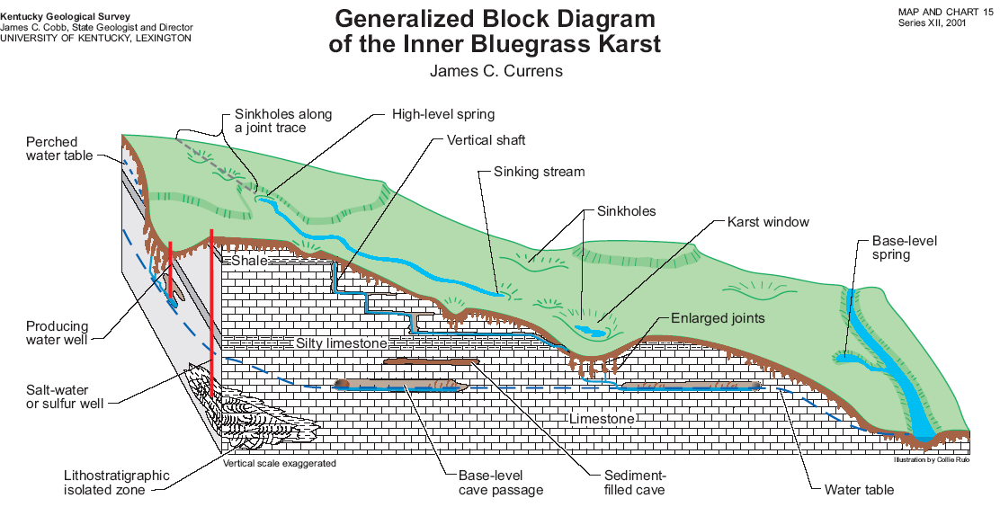 Kentucky Geological Survey
James C. Cobb, State Geologist and Director
UNIVERSITY OF KENTUCKY, LEXINGTON
Generalized Block Diagram
of the Inner Bluegrass Karst
James C. Currens
MAP AND CHART 15
Series XII, 2001
Sinkholes along
a joint trace
High-level spring
Vertical shaft
Perched
water table
Sinking stream
Sinkholes
Karst window
Base-level
spring
Shale
Enlarged joints
Producing
water well
Silty limestone
Salt-water
or sulfur well
Limestone
Vertical scale exaggerated
Illustration by Collie Rulo
Lithostratigraphic
isolated zone
Base-level
cave passage
Sediment-
filled cave
Water table